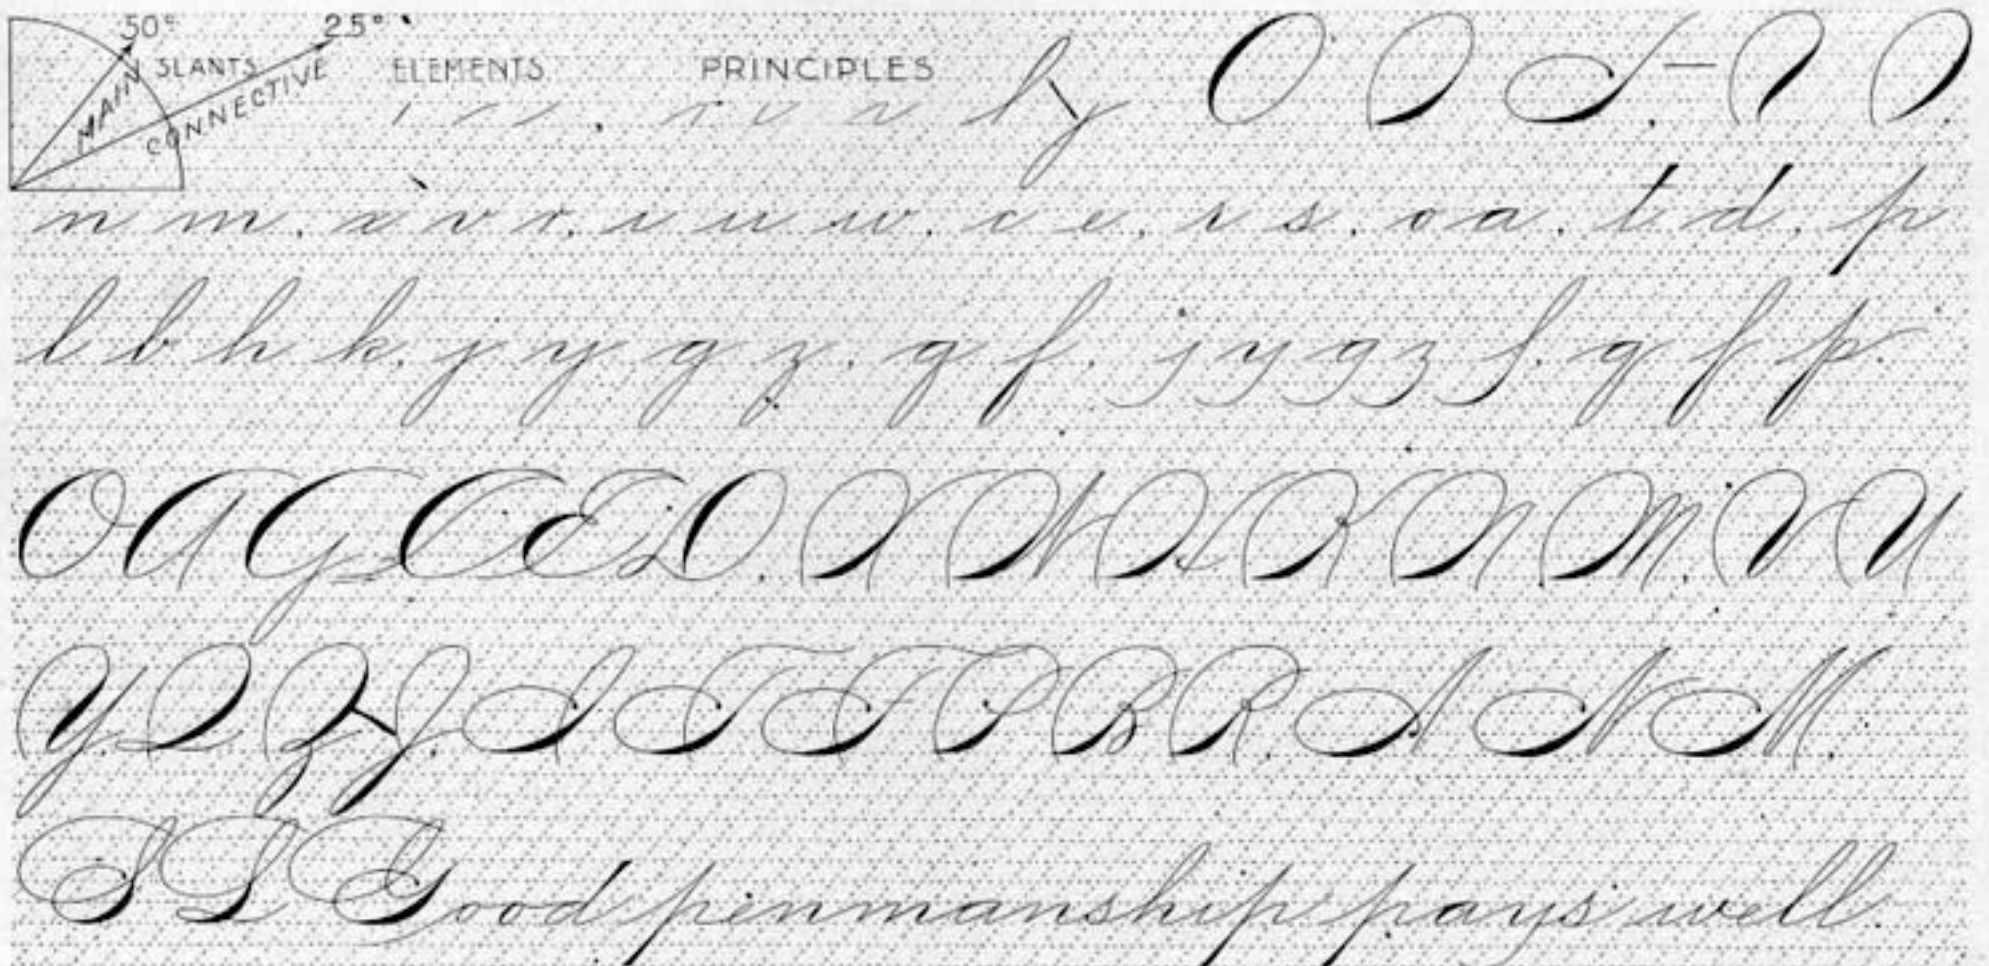 50° 25°
MAIN SLANTS CONNECTIVE ELEMENTS PRINCIPLES
n m, x v r, i u w, c e, r s, o a, t d, p
l b h k, j y g z, q f, j y g z f, q f p
O A G C E D, X W X K N M, V U
Y Q Z J, S T F P B R, A N M,
S L Good penmanship pays well.